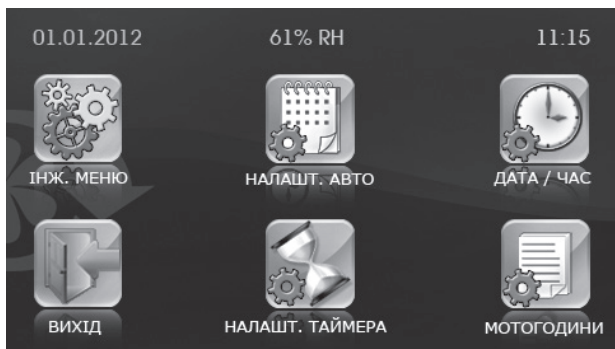 01.01.2012 61% RH 11:15
ІНЖ. МЕНЮ НАЛАШТ. АВТО ДАТА / ЧАС
ВИХІД НАЛАШТ. ТАЙМЕРА МОТОГОДИНИ